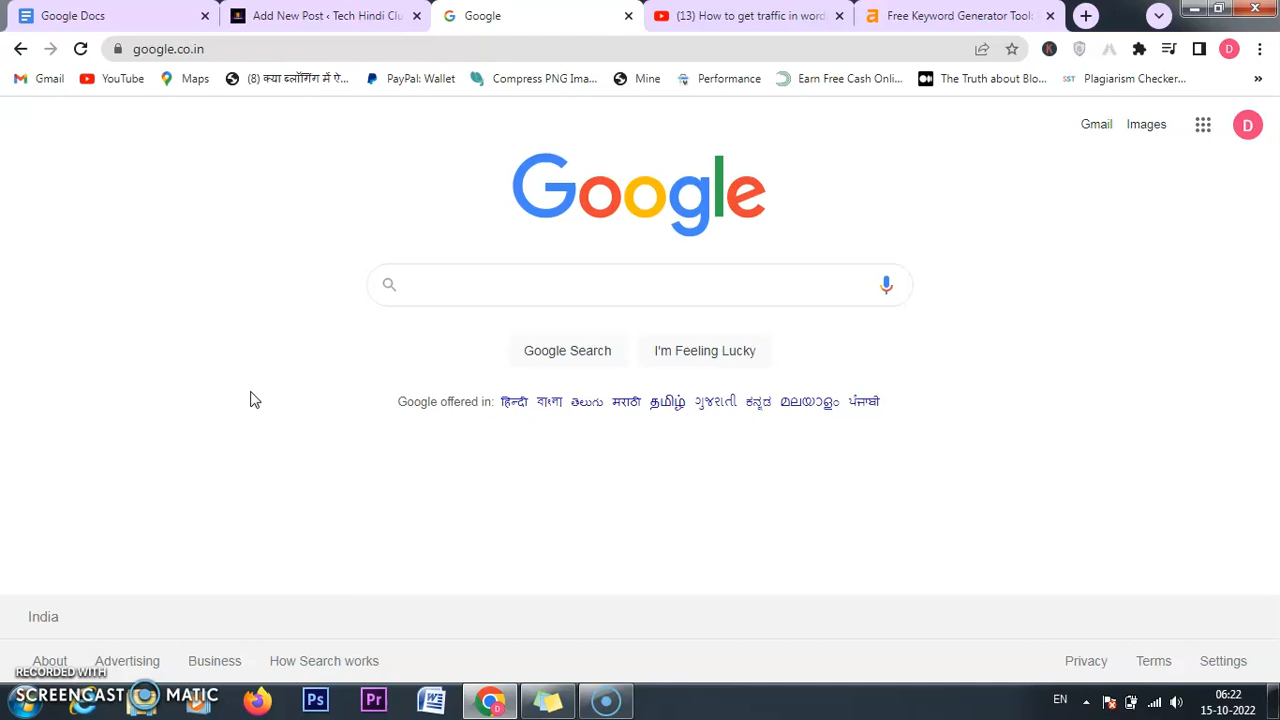 Google Docs
Add New Post ‹ Tech Hindi Clu
Google
(13) How to get traffic in word
Free Keyword Generator Tool:
google.co.in
Gmail
YouTube
Maps
(8) क्या ब्लॉगिंग में ऐ...
PayPal: Wallet
Compress PNG Ima...
Mine
Performance
Earn Free Cash Onli...
The Truth about Blo...
SST Plagiarism Checker...
Gmail Images D
Google
Google Search I'm Feeling Lucky
Google offered in: हिन्दी বাংলা తెలుగు मराठी தமிழ் ગુજરાતી ಕನ್ನಡ മലയാളം ਪੰਜਾਬੀ
India
About Advertising Business How Search works Privacy Terms Settings
RECORDED WITH
SCREENCAST MATIC
Ps Pr W
EN
06:22
15-10-2022